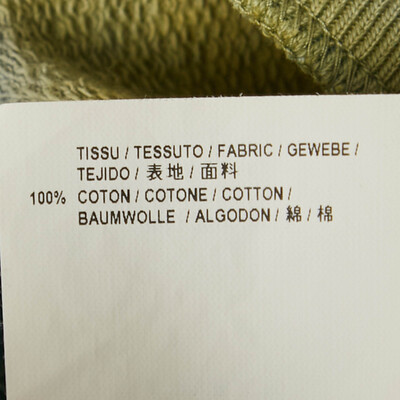 TISSU / TESSUTO / FABRIC / GEWEBE /
TEJIDO / 表地 / 面料
100% COTON / COTONE / COTTON /
BAUMWOLLE / ALGODON / 綿 / 棉